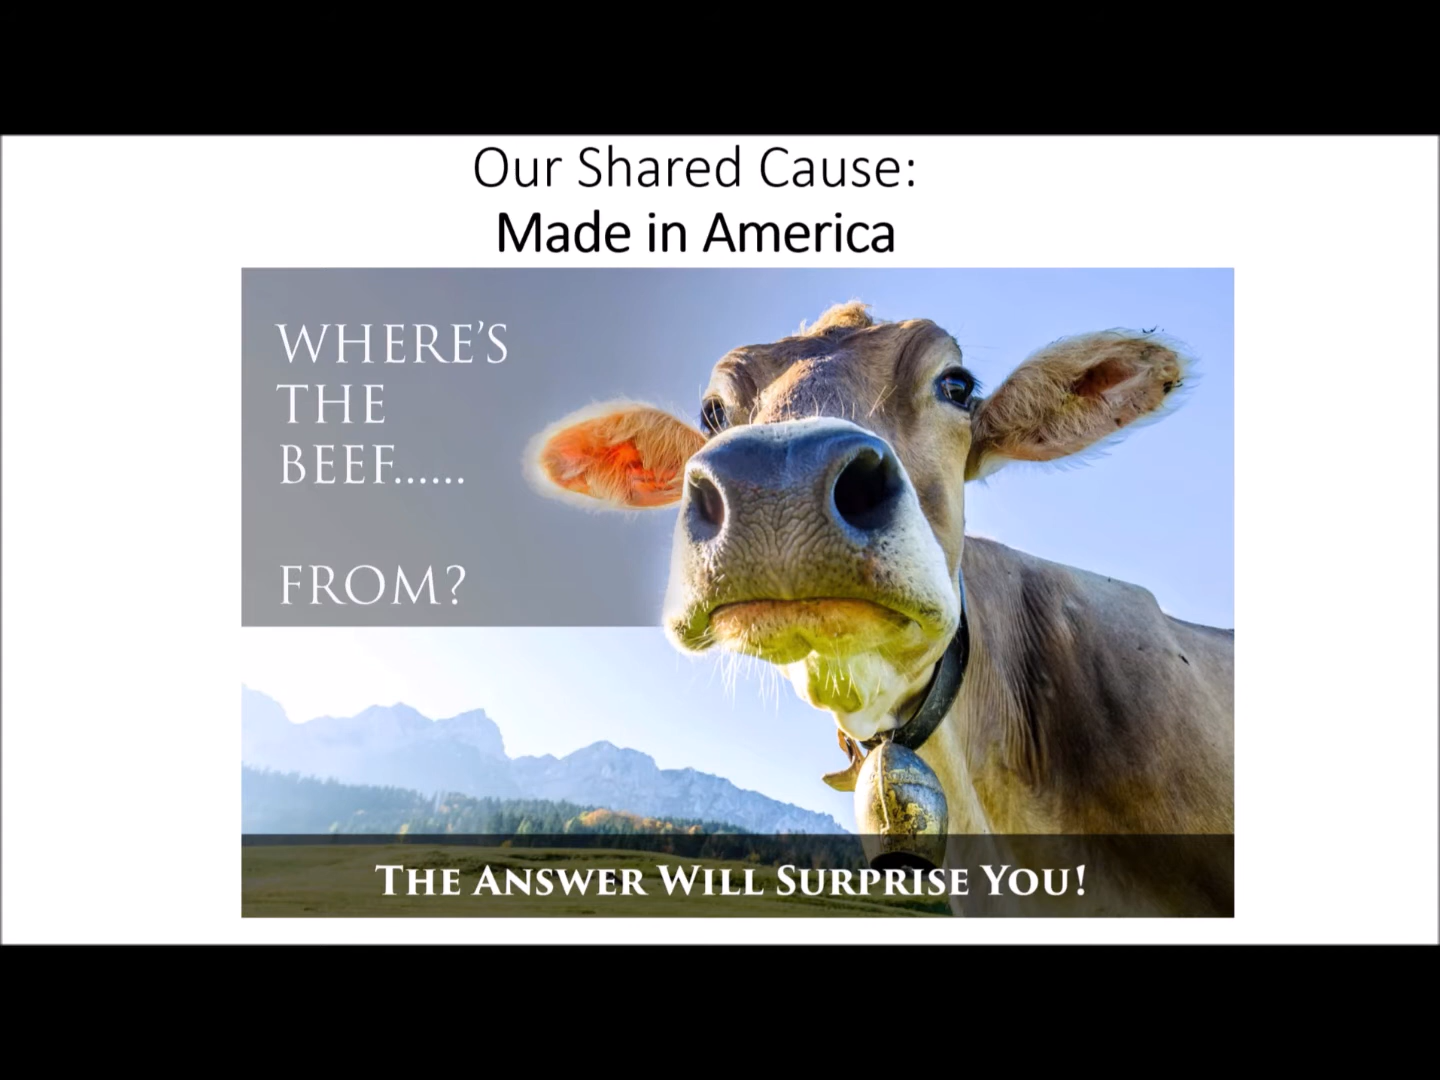 Our Shared Cause:
Made in America
WHERE'S
THE
BEEF......
FROM?
THE ANSWER WILL SURPRISE YOU!